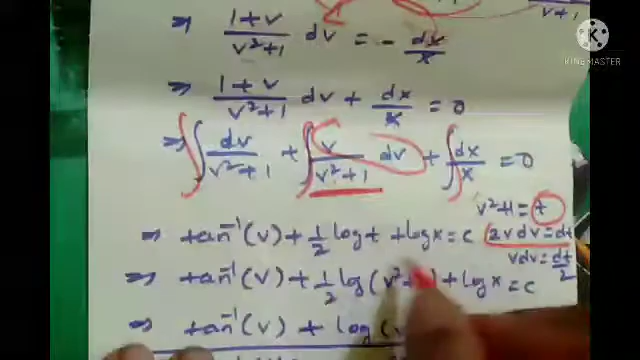 ⇒ (1+v)/(v²+1) dv = - dx/x
v+1
KINEMASTER
⇒ (1+v)/(v²+1) dv + dx/x = 0
⇒ ∫ dv/(v²+1) + ∫ v/(v²+1) dv + ∫ dx/x = 0
v²+1 = t
⇒ tan⁻¹(v) + 1/2 log t + log x = c
2v dv = dt
v dv = dt/2
⇒ tan⁻¹(v) + 1/2 log (v²+ ) + log x = c
⇒ tan⁻¹(v) + log (v